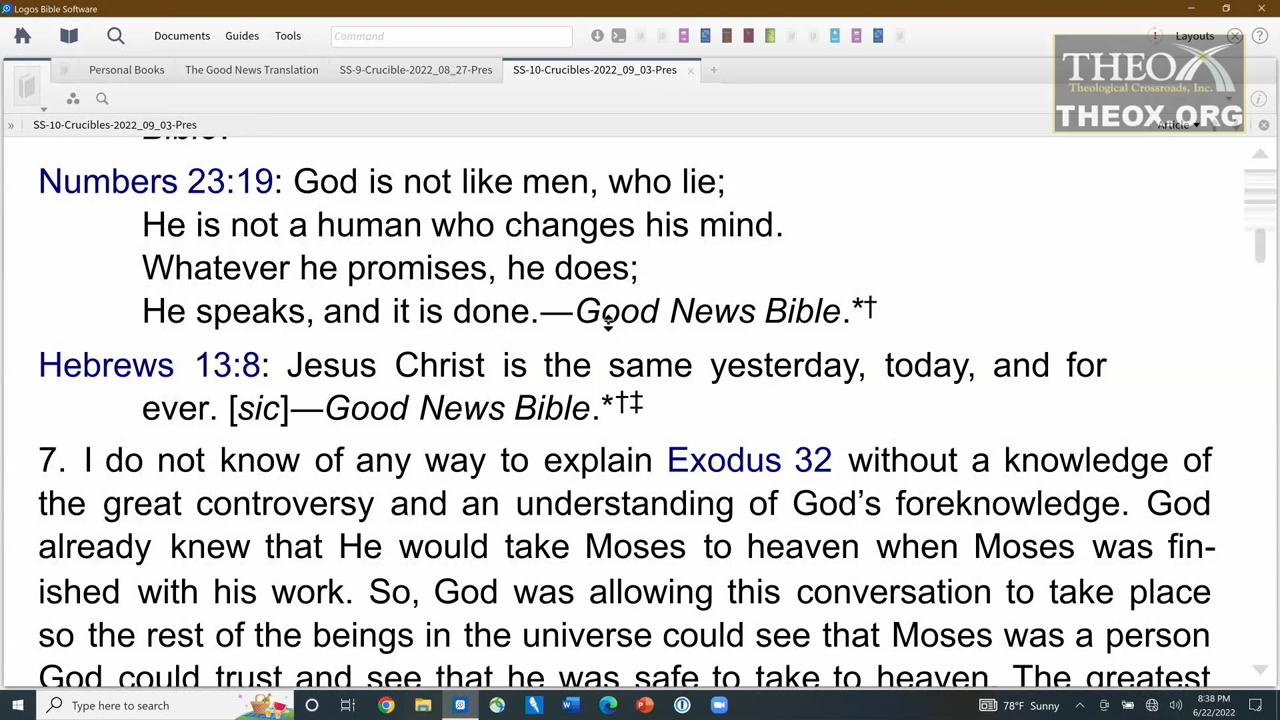 Logos Bible Software
Documents Guides Tools Command Layouts
THEOX
Theological Crossroads, Inc.
THEOX.ORG
Personal Books The Good News Translation SS-9-Crucible-2022_08_27-Pres SS-10-Crucibles-2022_09_03-Pres
SS-10-Crucibles-2022_09_03-Pres Article
Bible.
Numbers 23:19: God is not like men, who lie;
He is not a human who changes his mind.
Whatever he promises, he does;
He speaks, and it is done.—Good News Bible.*†
Hebrews 13:8: Jesus Christ is the same yesterday, today, and for
ever. [sic]—Good News Bible.*†‡
7. I do not know of any way to explain Exodus 32 without a knowledge of
the great controversy and an understanding of God’s foreknowledge. God
already knew that He would take Moses to heaven when Moses was fin-
ished with his work. So, God was allowing this conversation to take place
so the rest of the beings in the universe could see that Moses was a person
God could trust and see that he was safe to take to heaven. The greatest
Type here to search
78°F Sunny
8:38 PM
6/22/2022